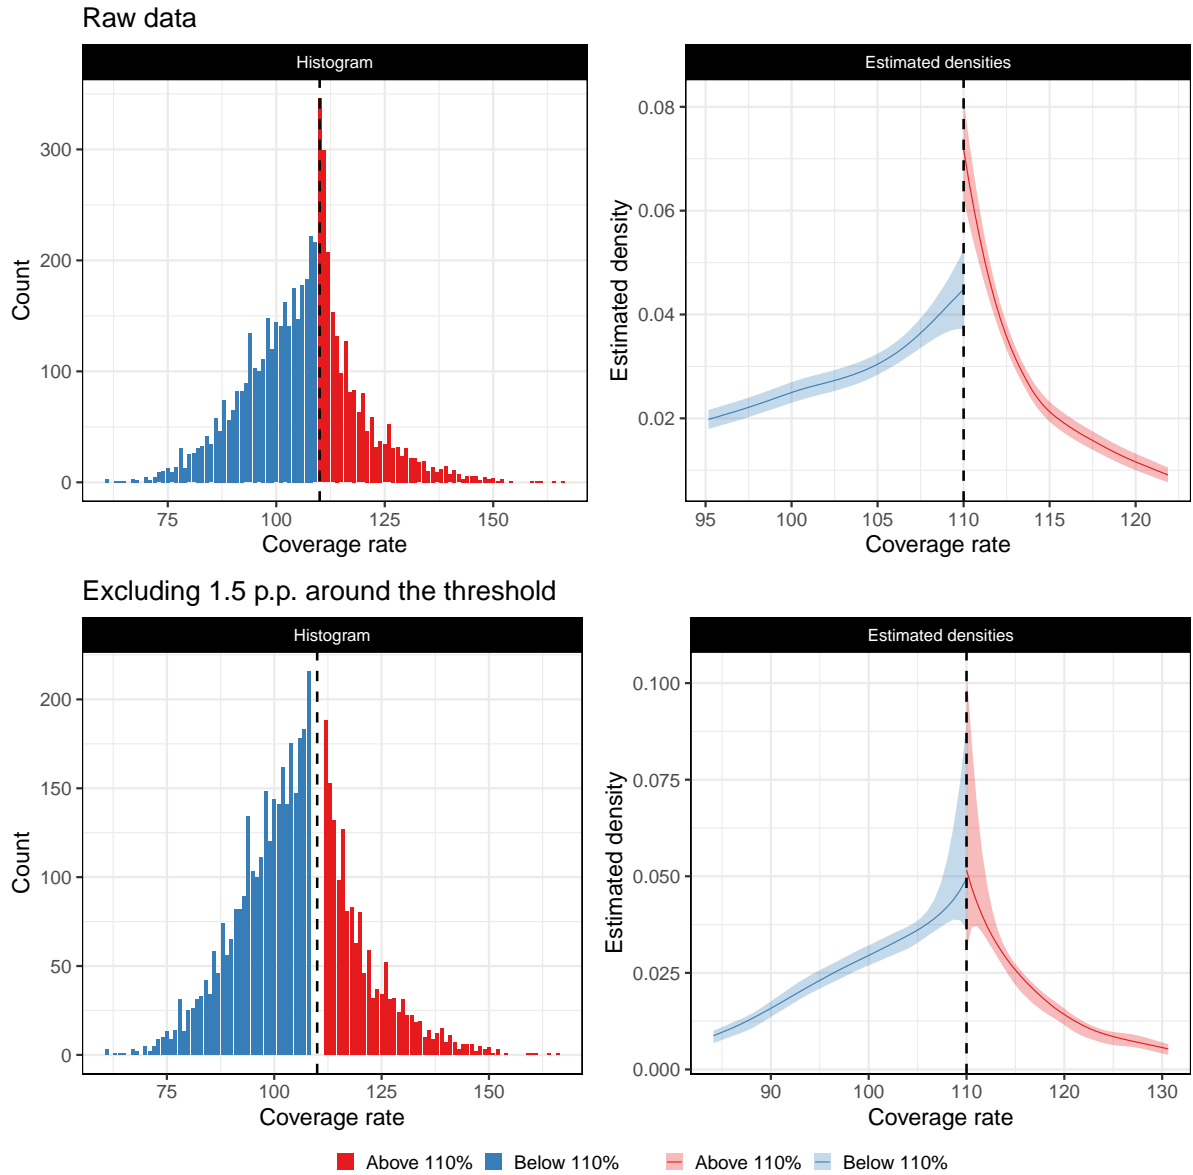 Raw data
Histogram
Estimated densities
Count
0
100
200
300
75
100
125
150
Coverage rate
Estimated density
0.02
0.04
0.06
0.08
95
100
105
110
115
120
Coverage rate
Excluding 1.5 p.p. around the threshold
Histogram
Estimated densities
Count
0
50
100
150
200
75
100
125
150
Coverage rate
Estimated density
0.000
0.025
0.050
0.075
0.100
90
100
110
120
130
Coverage rate
Above 110% Below 110% Above 110% Below 110%